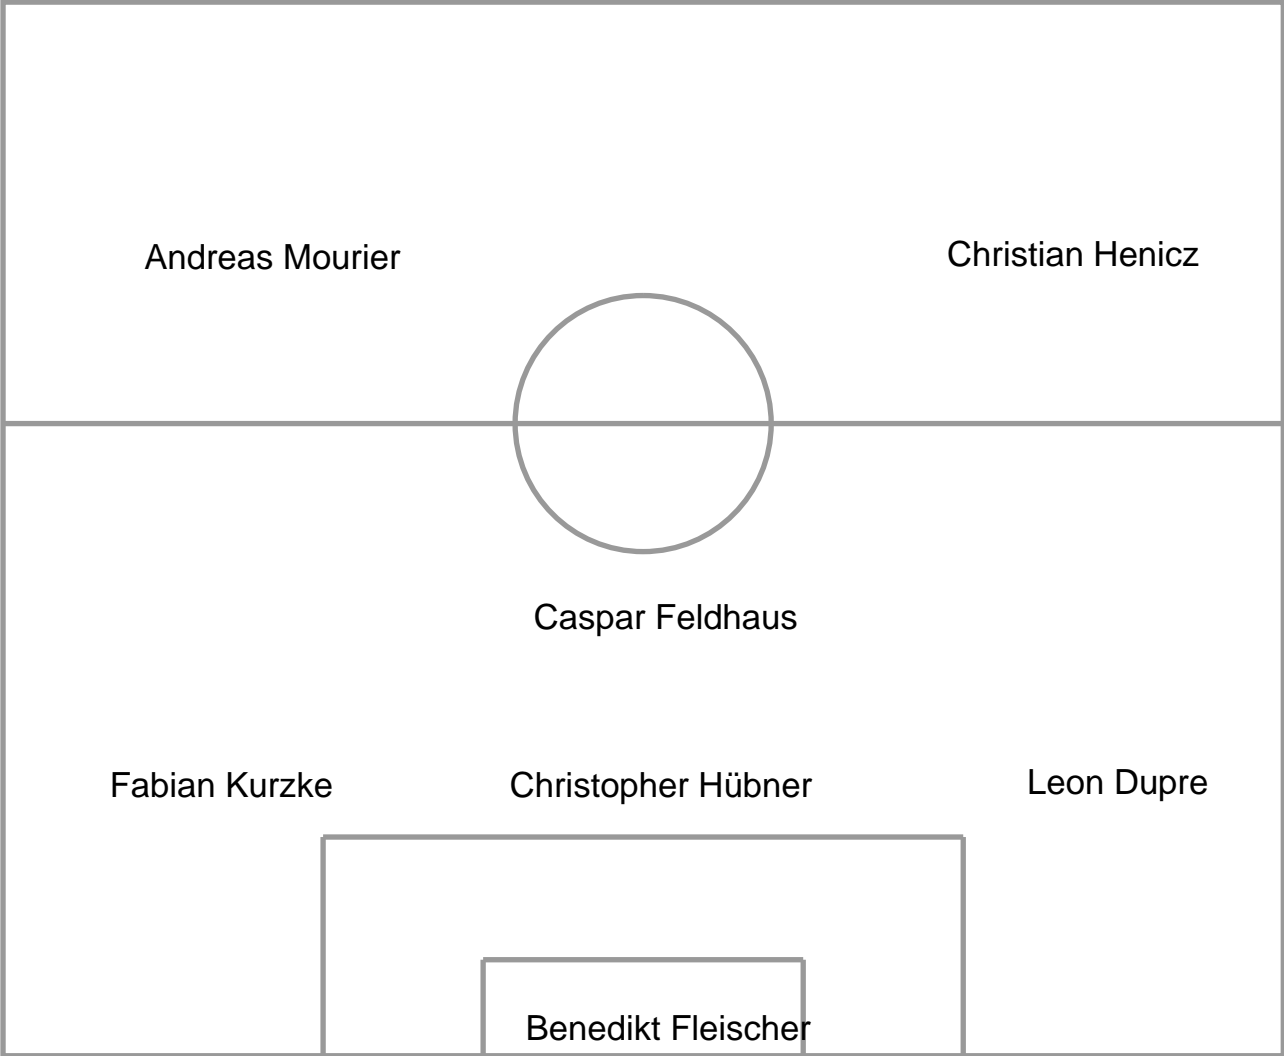 Andreas Mourier
Christian Henicz
Caspar Feldhaus
Fabian Kurzke
Christopher Hübner
Leon Dupre
Benedikt Fleischer